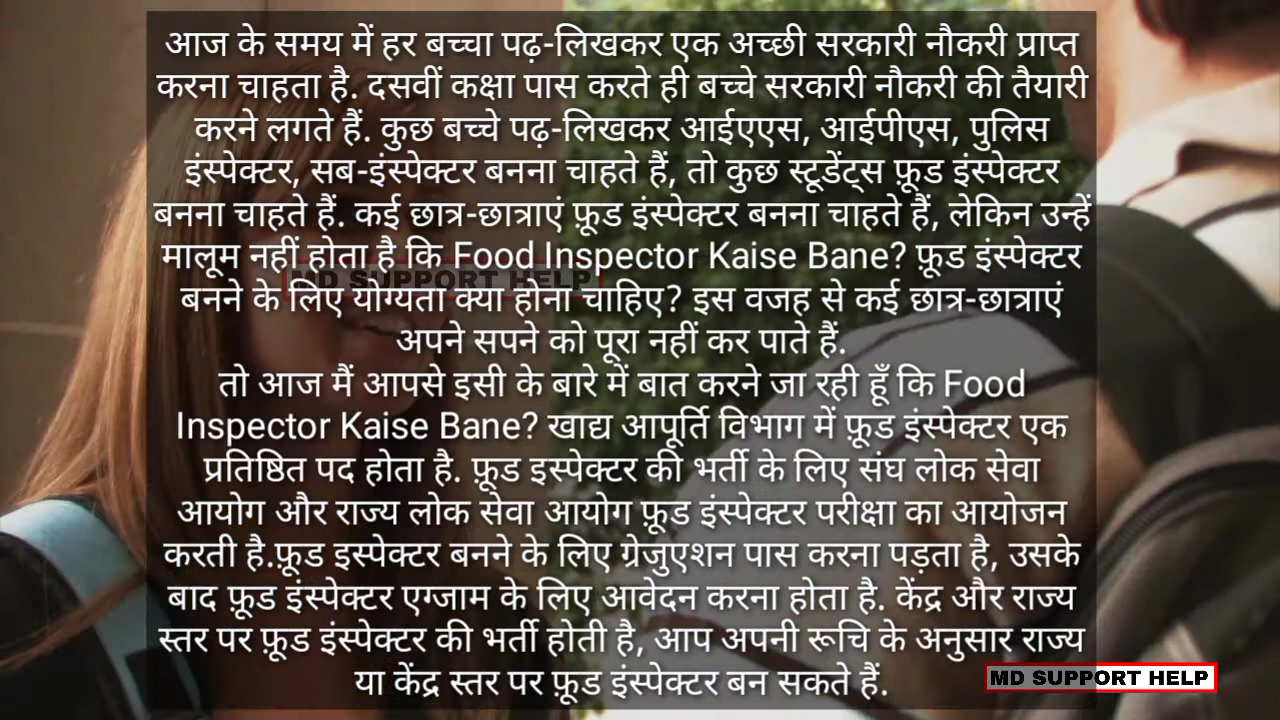 आज के समय में हर बच्चा पढ़-लिखकर एक अच्छी सरकारी नौकरी प्राप्त
करना चाहता है. दसवीं कक्षा पास करते ही बच्चे सरकारी नौकरी की तैयारी
करने लगते हैं. कुछ बच्चे पढ़-लिखकर आईएएस, आईपीएस, पुलिस
इंस्पेक्टर, सब-इंस्पेक्टर बनना चाहते हैं, तो कुछ स्टूडेंट्स फ़ूड इंस्पेक्टर
बनना चाहते हैं. कई छात्र-छात्राएं फ़ूड इंस्पेक्टर बनना चाहते हैं, लेकिन उन्हें
मालूम नहीं होता है कि Food Inspector Kaise Bane? फ़ूड इंस्पेक्टर
MD SUPPORT HELP
बनने के लिए योग्यता क्या होना चाहिए? इस वजह से कई छात्र-छात्राएं
अपने सपने को पूरा नहीं कर पाते हैं.
तो आज मैं आपसे इसी के बारे में बात करने जा रही हूँ कि Food
Inspector Kaise Bane? खाद्य आपूर्ति विभाग में फ़ूड इंस्पेक्टर एक
प्रतिष्ठित पद होता है. फ़ूड इस्पेक्टर की भर्ती के लिए संघ लोक सेवा
आयोग और राज्य लोक सेवा आयोग फ़ूड इंस्पेक्टर परीक्षा का आयोजन
करती है.फ़ूड इस्पेक्टर बनने के लिए ग्रेजुएशन पास करना पड़ता है, उसके
बाद फ़ूड इंस्पेक्टर एग्जाम के लिए आवेदन करना होता है. केंद्र और राज्य
स्तर पर फ़ूड इंस्पेक्टर की भर्ती होती है, आप अपनी रूचि के अनुसार राज्य
या केंद्र स्तर पर फ़ूड इंस्पेक्टर बन सकते हैं.
MD SUPPORT HELP